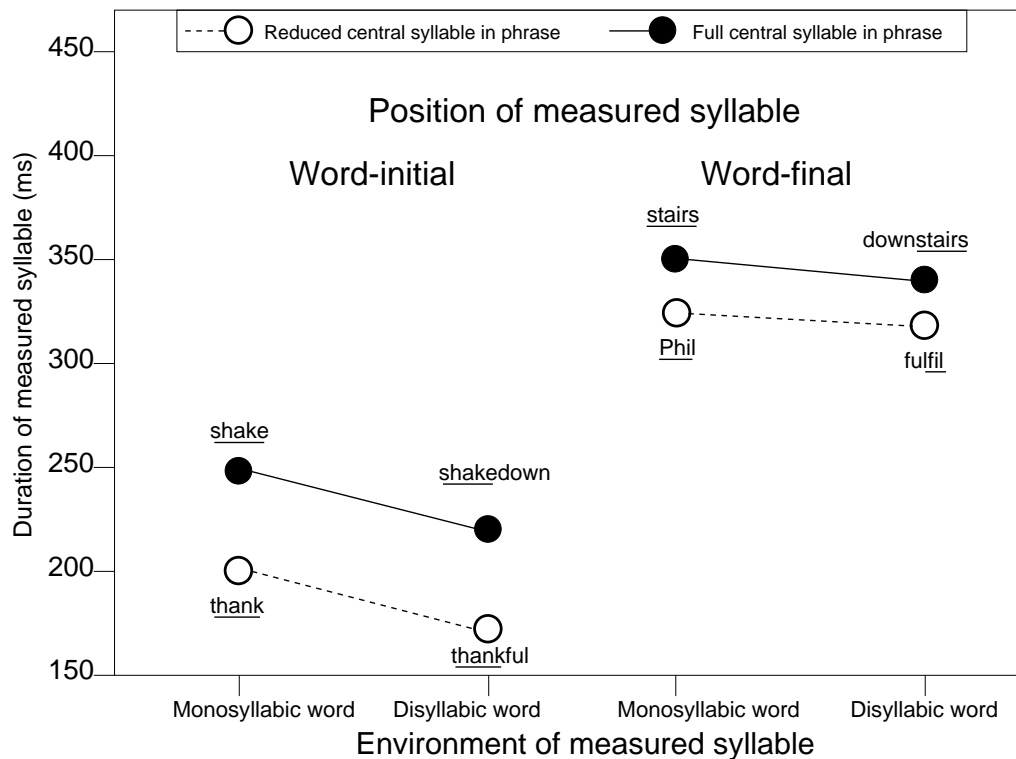 Reduced central syllable in phrase
Full central syllable in phrase
Position of measured syllable
Word-initial
Word-final
Duration of measured syllable (ms)
450
400
350
300
250
200
150
stairs
downstairs
Phil
fulfil
shake
shakedown
thank
thankful
Monosyllabic word
Disyllabic word
Monosyllabic word
Disyllabic word
Environment of measured syllable